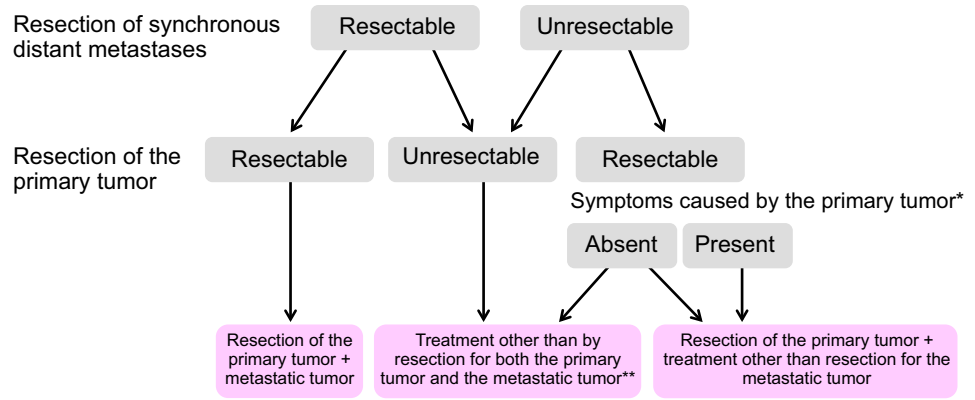 Resection of synchronous
distant metastases
Resectable
Unresectable
Resection of the
primary tumor
Resectable
Unresectable
Resectable
Symptoms caused by the primary tumor*
Absent
Present
Resection of the
primary tumor +
metastatic tumor
Treatment other than by
resection for both the primary
tumor and the metastatic tumor**
Resection of the primary tumor +
treatment other than resection for the
metastatic tumor